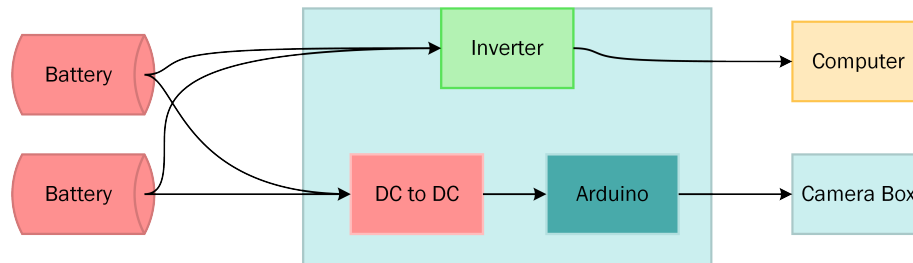 Battery
Inverter
Computer
Battery
DC to DC
Arduino
Camera Box